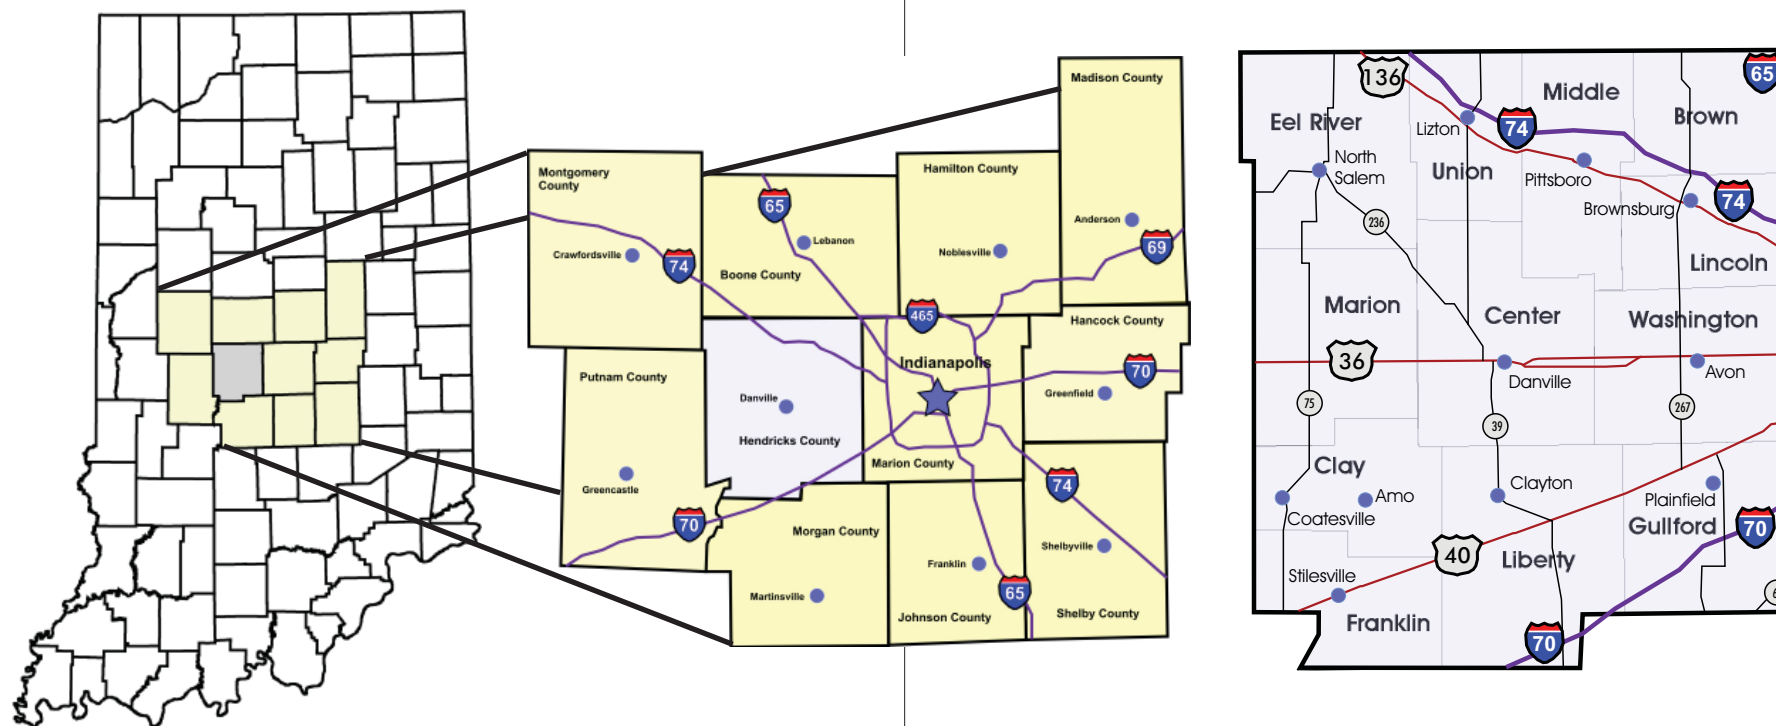 Madison County
Montgomery
County
Hamilton County
65
Anderson
Lebanon
69
Crawfordsville
74
Noblesville
Boone County
465
Hancock County
Indianapolis
70
Putnam County
Danville
Greenfield
Hendricks County
Marion County
Greencastle
74
70
Morgan County
Shelbyville
Franklin
65
Martinsville
Johnson County
Shelby County
136
65
Middle
Eel River
Lizton
74
Brown
North
Salem
Union
Pittsboro
74
Brownsburg
236
Lincoln
Marion
Center
Washington
36
Danville
Avon
75
267
39
Clay
Clayton
Amo
Plainfield
Coatesville
Guilford
70
40
Liberty
Stilesville
Franklin
70